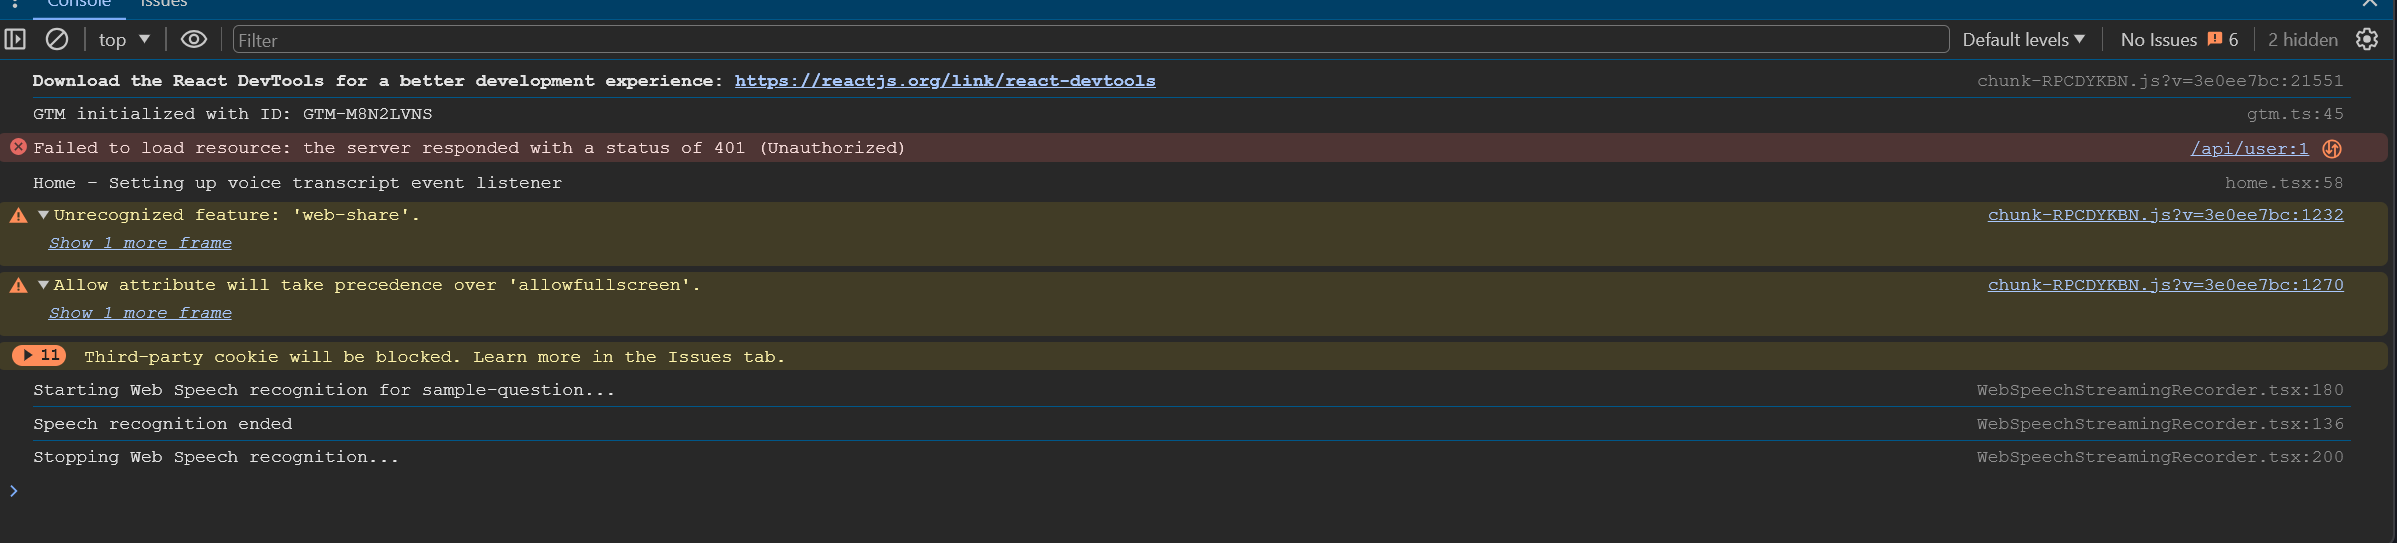 Console Issues
top Filter Default levels No Issues 6 2 hidden
Download the React DevTools for a better development experience: https://reactjs.org/link/react-devtools chunk-RPCDYKBN.js?v=3e0ee7bc:21551
GTM initialized with ID: GTM-M8N2LVNS gtm.ts:45
Failed to load resource: the server responded with a status of 401 (Unauthorized) /api/user:1
Home - Setting up voice transcript event listener home.tsx:58
Unrecognized feature: 'web-share'. chunk-RPCDYKBN.js?v=3e0ee7bc:1232
Show 1 more frame
Allow attribute will take precedence over 'allowfullscreen'. chunk-RPCDYKBN.js?v=3e0ee7bc:1270
Show 1 more frame
11 Third-party cookie will be blocked. Learn more in the Issues tab.
Starting Web Speech recognition for sample-question... WebSpeechStreamingRecorder.tsx:180
Speech recognition ended WebSpeechStreamingRecorder.tsx:136
Stopping Web Speech recognition... WebSpeechStreamingRecorder.tsx:200